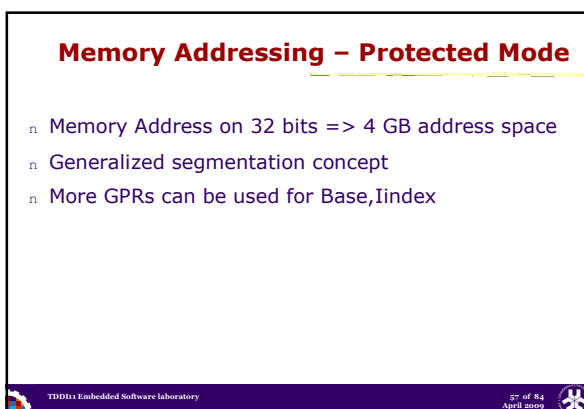 Memory Addressing – Protected Mode
n Memory Address on 32 bits => 4 GB address space
n Generalized segmentation concept
n More GPRs can be used for Base,Iindex
TDDI11 Embedded Software laboratory
57 of 84
April 2009